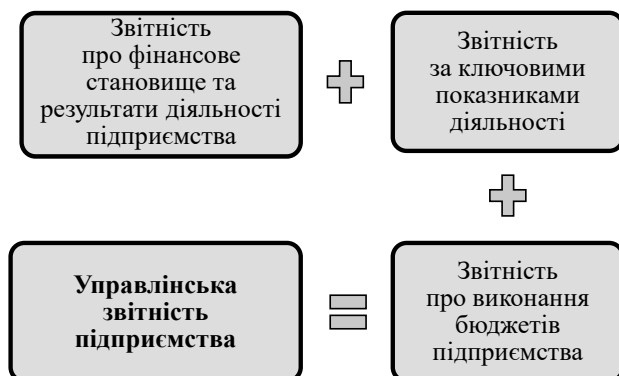 Звітність
про фінансове
становище та
результати діяльності
підприємства
Звітність
за ключовими
показниками
діяльності
Управлінська
звітність
підприємства
Звітність
про виконання
бюджетів
підприємства